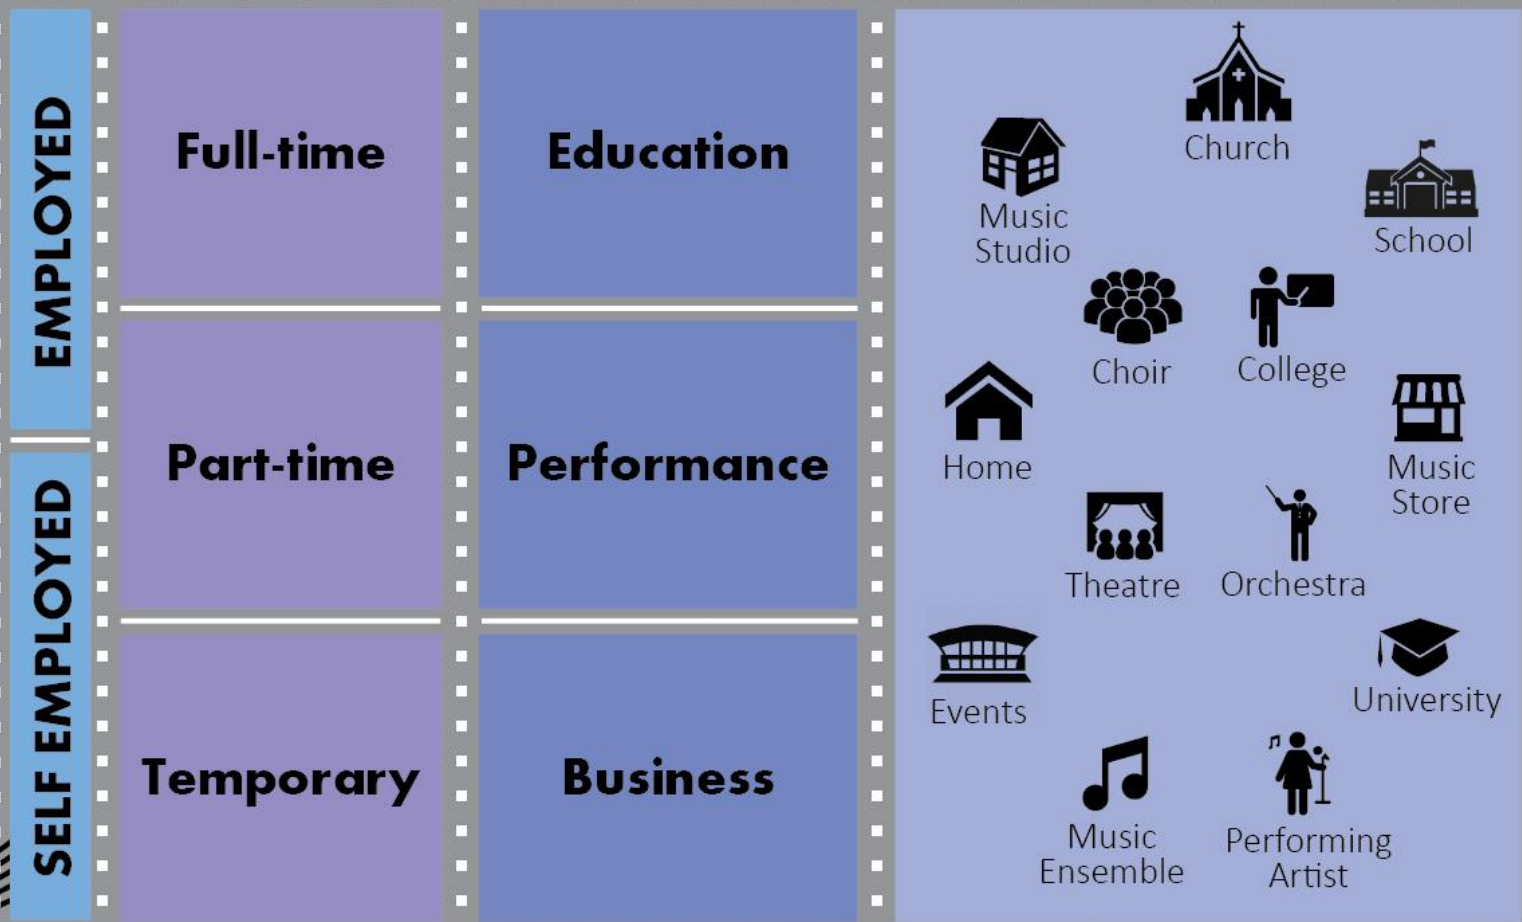 EMPLOYED
SELF EMPLOYED
Full-time
Part-time
Temporary
Education
Performance
Business
Church
Music
Studio
School
Choir
College
Home
Music
Store
Theatre
Orchestra
Events
University
Music
Ensemble
Performing
Artist